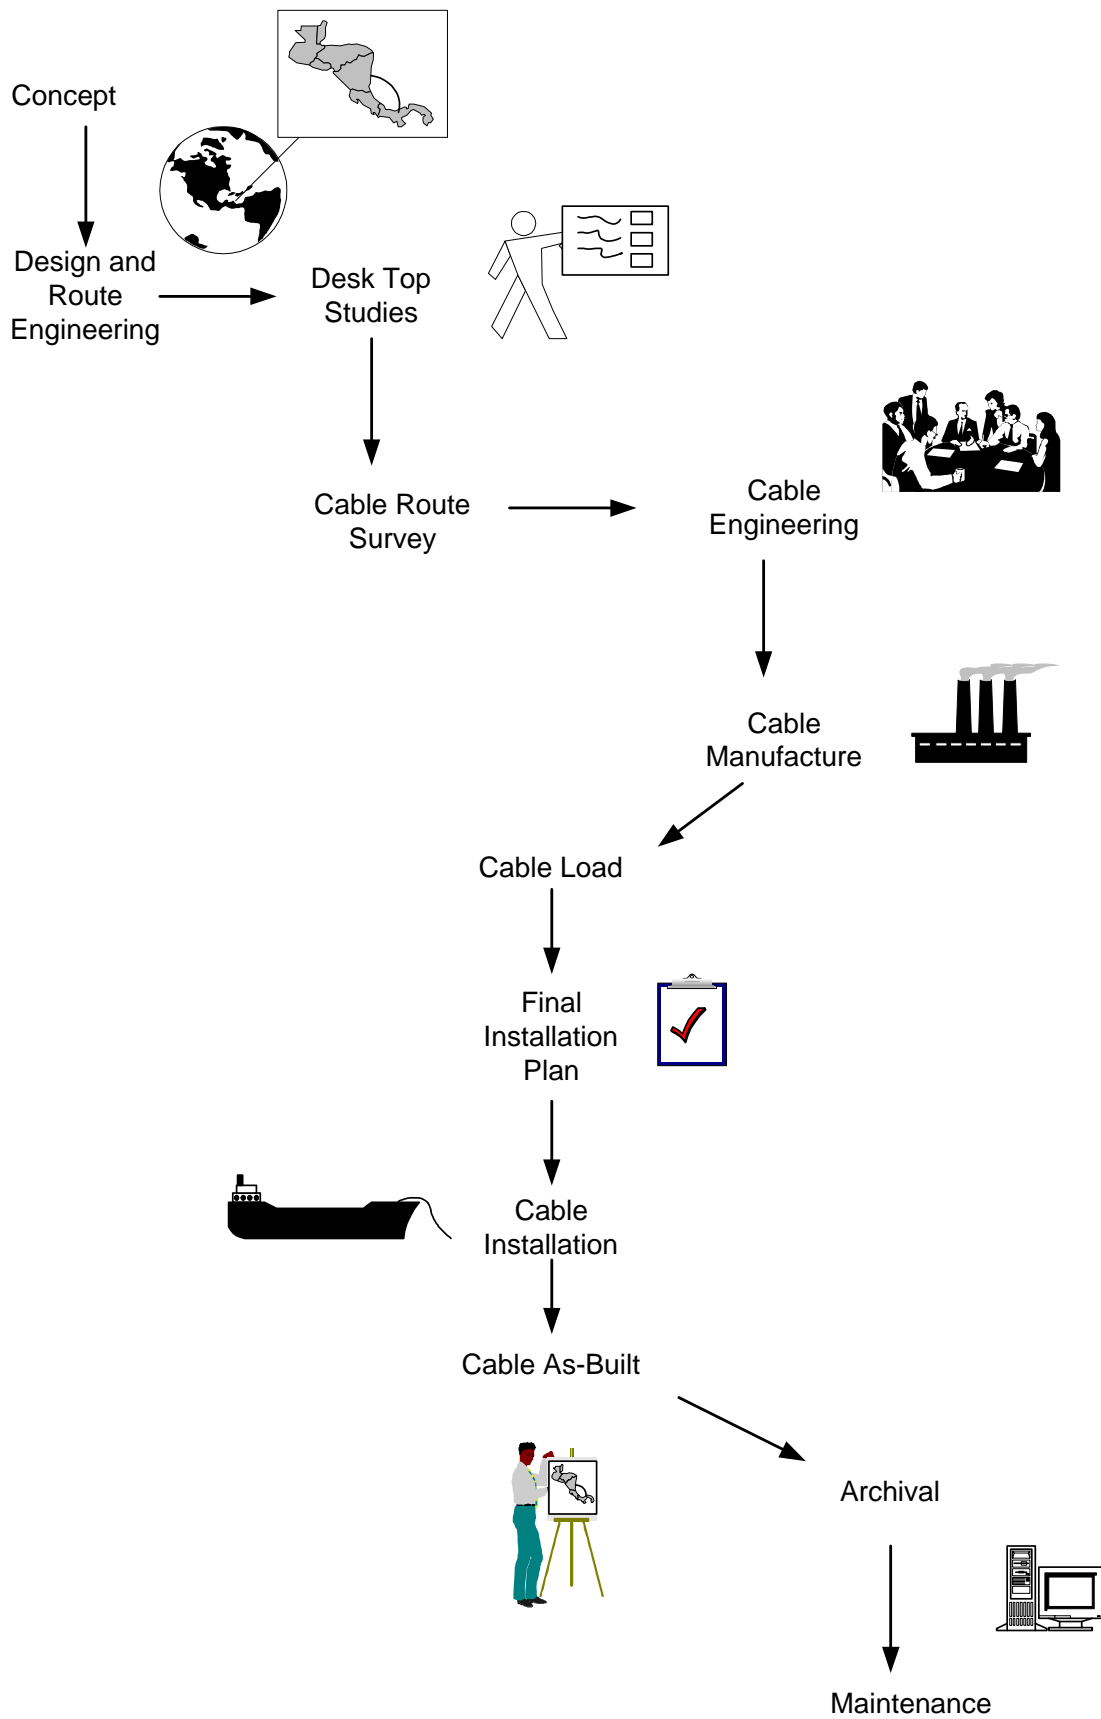 Concept
Design and
Route
Engineering
Desk Top
Studies
Cable Route
Survey
Cable
Engineering
Cable
Manufacture
Cable Load
Final
Installation
Plan
Cable
Installation
Cable As-Built
Archival
Maintenance